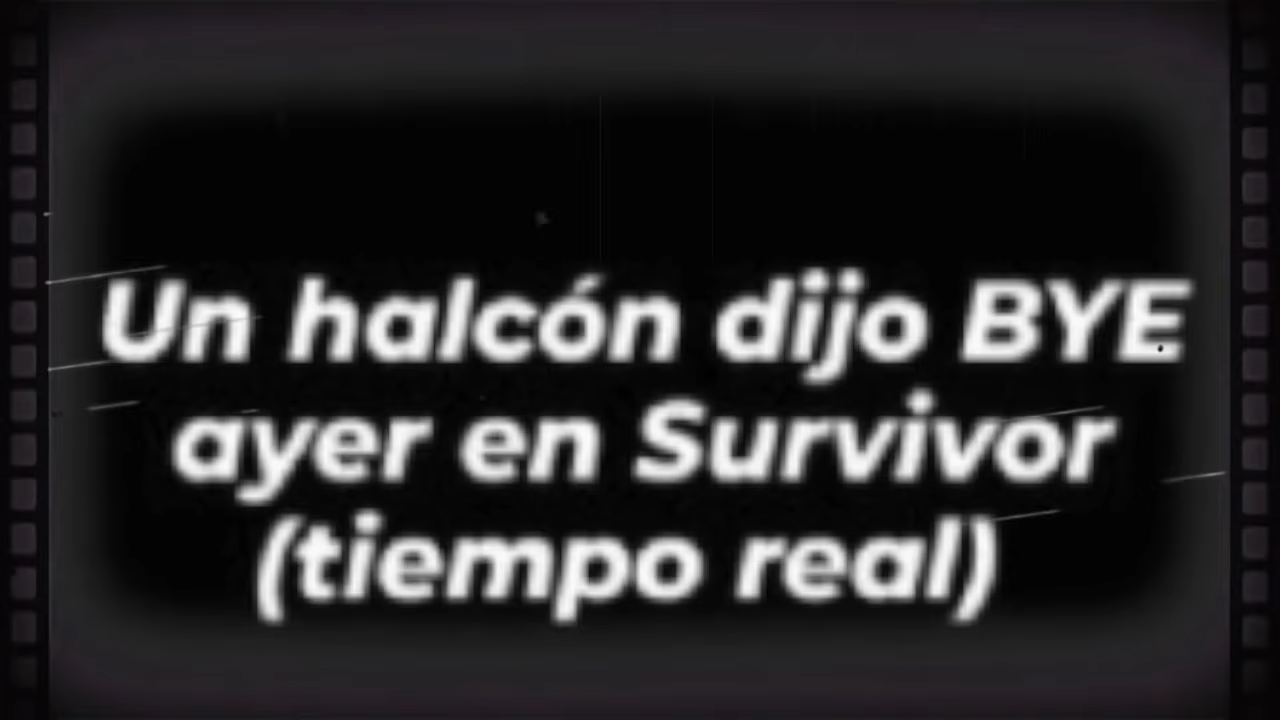 Un halcón dijo BYE
ayer en Survivor
(tiempo real)